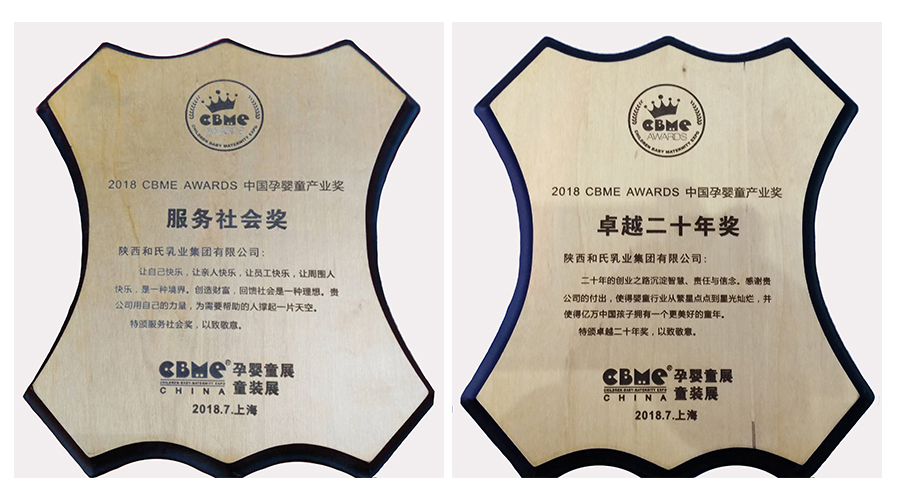 CBME
AWARDS
CHILDREN BABY MATERNITY EXPO
2018 CBME AWARDS 中国孕婴童产业奖
服务社会奖
陕西和氏乳业集团有限公司：
让自己快乐，让亲人快乐，让员工快乐，让周围人
快乐，是一种境界。创造财富，回馈社会是一种理想。贵
公司用自己的力量，为需要帮助的人撑起一片天空。
特颁服务社会奖，以致敬意。
CBME® 孕婴童展
CHILDREN BABY MATERNITY EXPO
CHINA 童装展
2018.7.上海
CBME
AWARDS
CHILDREN BABY MATERNITY EXPO
2018 CBME AWARDS 中国孕婴童产业奖
卓越二十年奖
陕西和氏乳业集团有限公司：
二十年的创业之路沉淀智慧、责任与信念。感谢贵
公司的付出，使得婴童行业从繁星点点到星光灿烂，并
使得亿万中国孩子拥有一个更美好的童年。
特颁卓越二十年奖，以致敬意。
CBME® 孕婴童展
CHILDREN BABY MATERNITY EXPO
CHINA 童装展
2018.7.上海